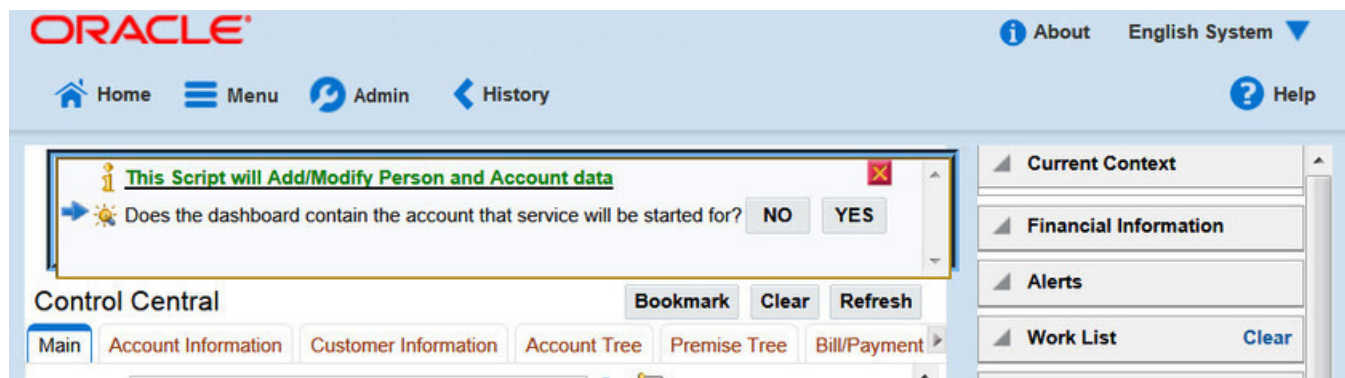 ORACLE
About English System
Home Menu Admin History
Help
This Script will Add/Modify Person and Account data
Does the dashboard contain the account that service will be started for? NO YES
Control Central
Bookmark Clear Refresh
Main Account Information Customer Information Account Tree Premise Tree Bill/Payment
Current Context
Financial Information
Alerts
Work List Clear